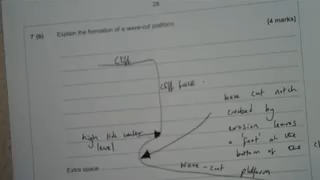 28
7 (b) Explain the formation of a wave-cut platform.
[4 marks]
Cliff
cliff face.
wave cut notch
created by
erosion leaves
a 'foot' at the
bottom of the
high tide water
level
Extra space
wave-cut platform